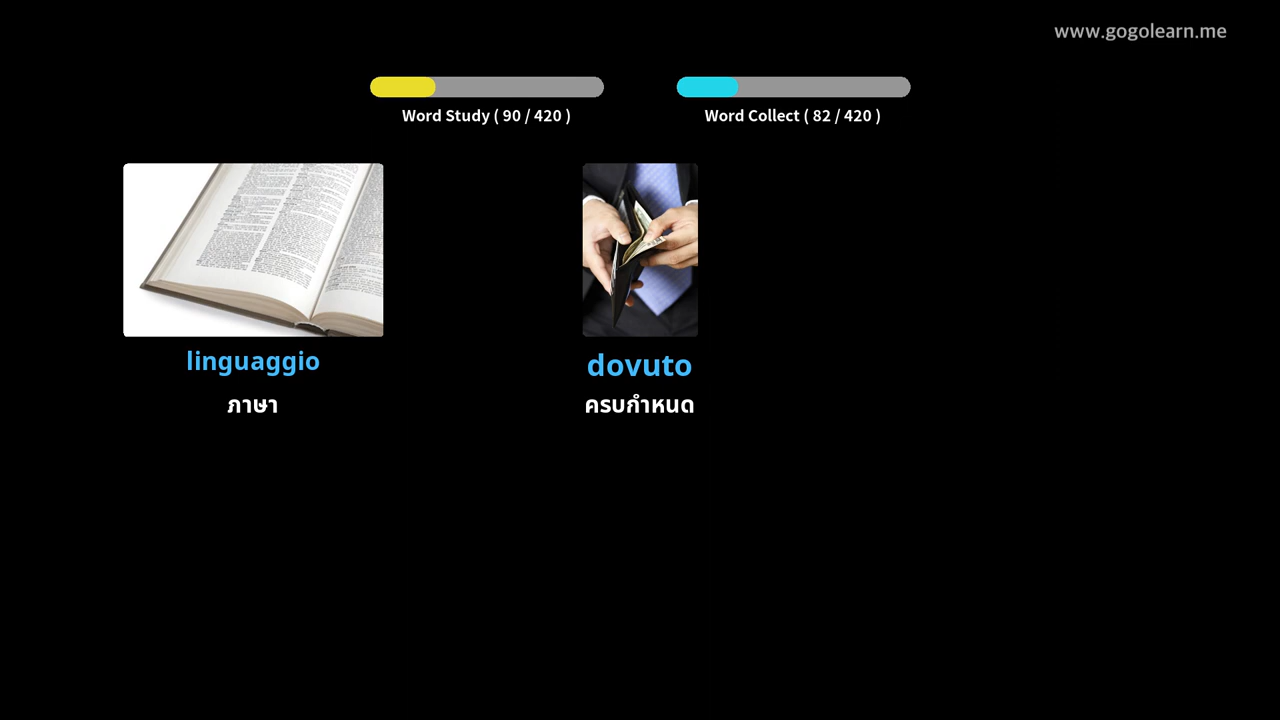 www.gogolearn.me
Word Study ( 90 / 420 )
Word Collect ( 82 / 420 )
linguaggio
ภาษา
dovuto
ครบกำหนด